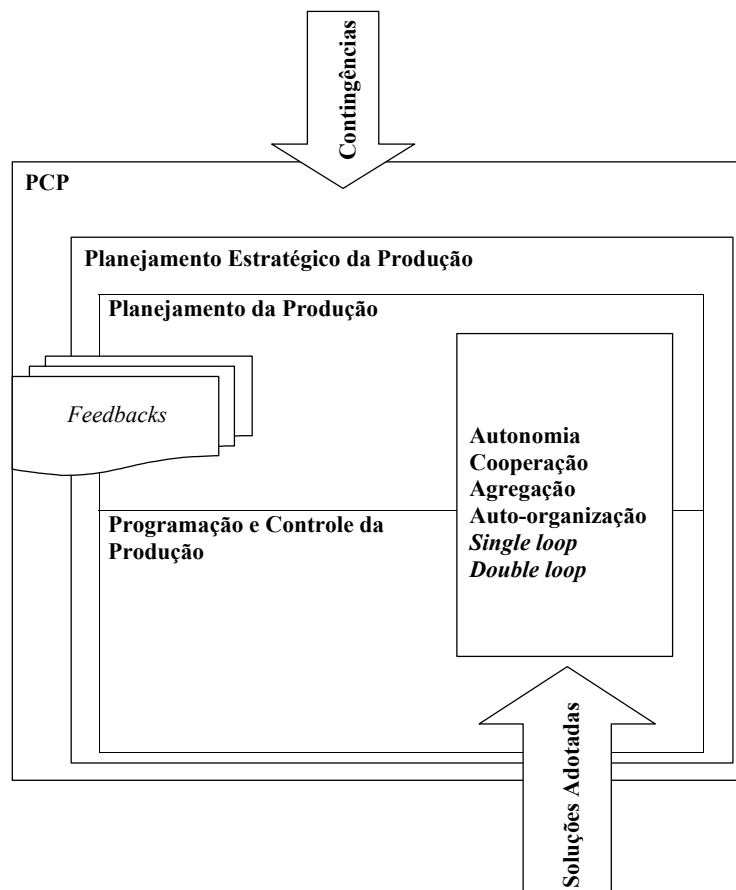 Contingências
PCP
Planejamento Estratégico da Produção
Planejamento da Produção
Feedbacks
Autonomia
Cooperação
Agregação
Auto-organização
Single loop
Double loop
Programação e Controle da
Produção
Soluções Adotadas